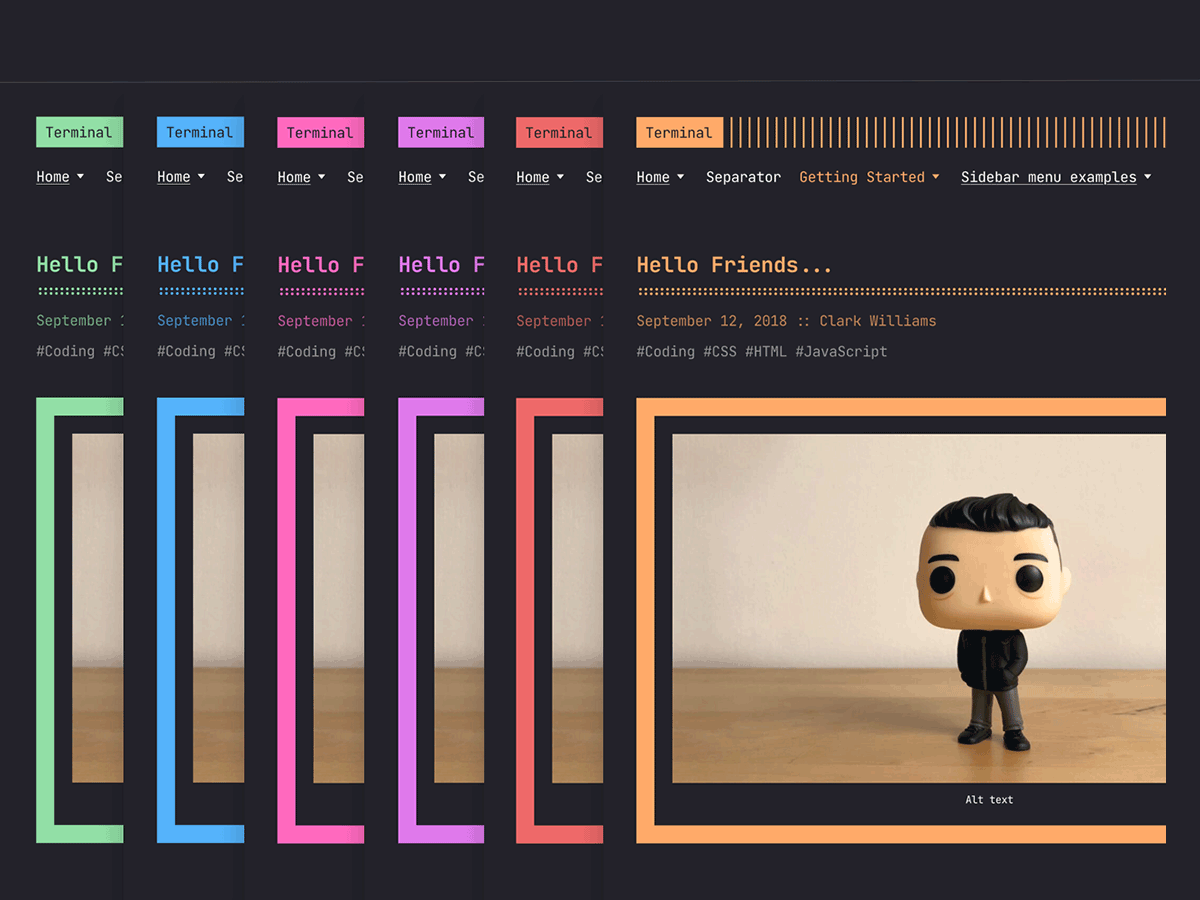 Terminal Terminal Terminal Terminal Terminal Terminal
Home Se Home Se Home Se Home Se Home Se Home Separator Getting Started Sidebar menu examples
Hello F Hello F Hello F Hello F Hello F Hello Friends...
September 1 September 1 September 1 September 1 September 1 September 12, 2018 :: Clark Williams
#Coding #CS #Coding #CS #Coding #CS #Coding #CS #Coding #CS #Coding #CSS #HTML #JavaScript
Alt text